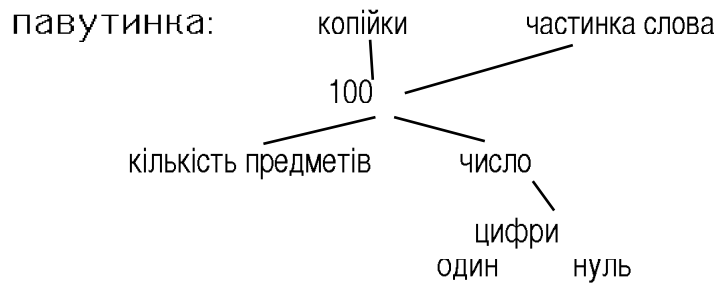 павутинка: копійки частинка слова
100
кількість предметів число
цифри
один нуль